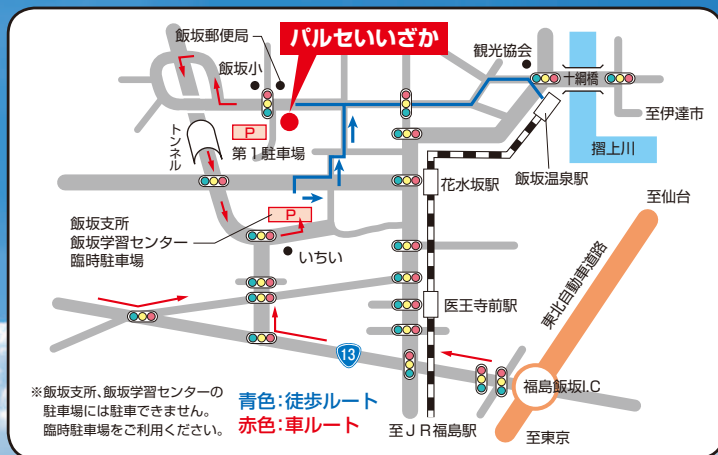 飯坂郵便局
飯坂小
パルセいいざか
観光協会
十綱橋
至伊達市
摺上川
飯坂温泉駅
トンネル
P
第1駐車場
花水坂駅
至仙台
P
飯坂支所
飯坂学習センター
臨時駐車場
いちい
東北自動車道路
医王寺前駅
13
福島飯坂I.C
※飯坂支所、飯坂学習センターの
駐車場には駐車できません。
臨時駐車場をご利用ください。
青色:徒歩ルート
赤色:車ルート
至JR福島駅
至東京